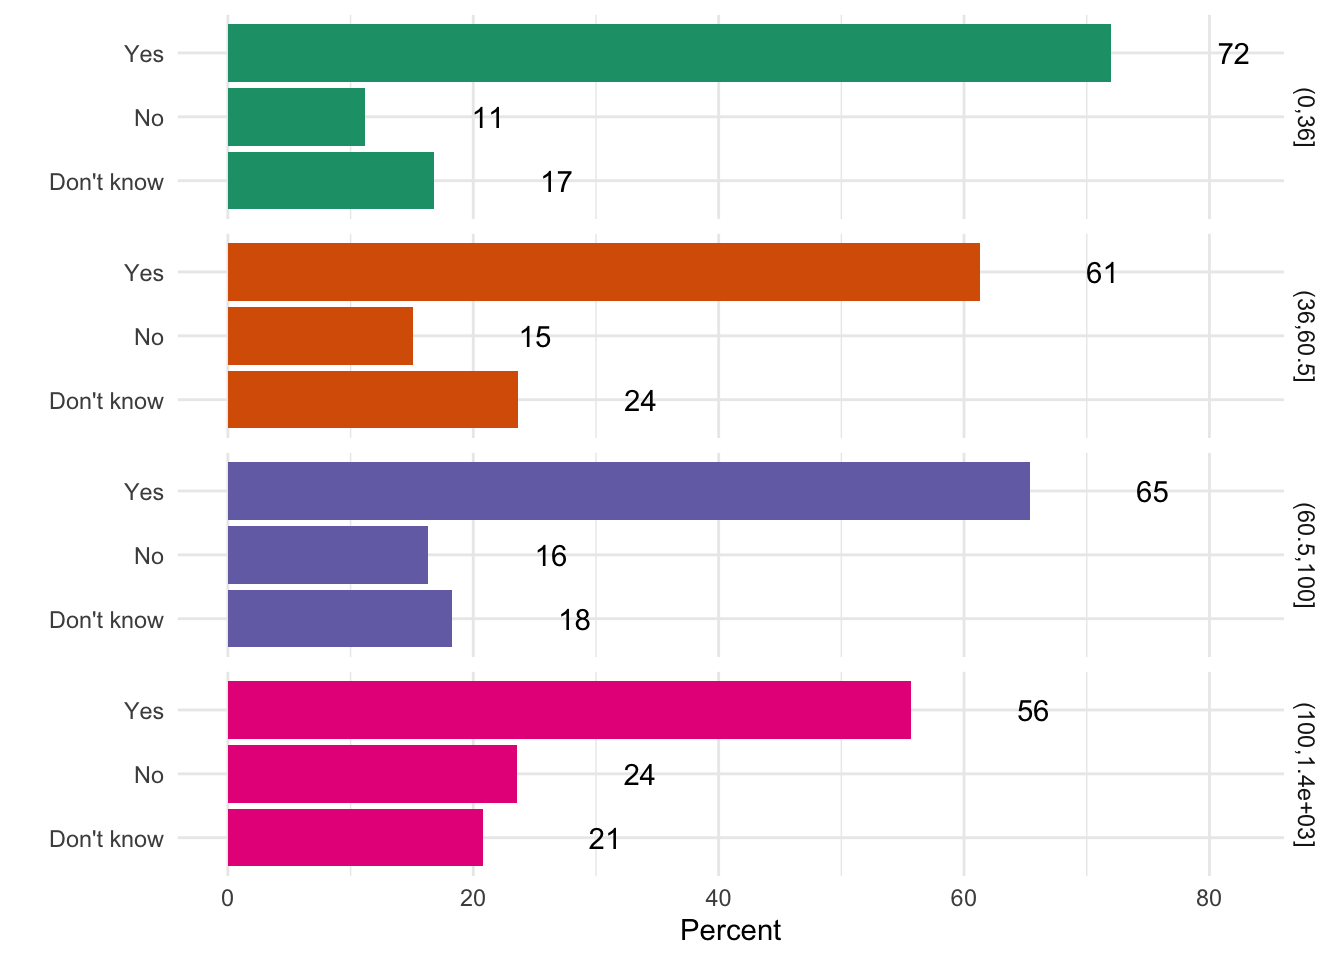 Yes 72
No 11
Don't know 17
(0,36]
Yes 61
No 15
Don't know 24
(36,60.5]
Yes 65
No 16
Don't know 18
(60.5,100]
Yes 56
No 24
Don't know 21
(100,1.4e+03]
0 20 40 60 80
Percent